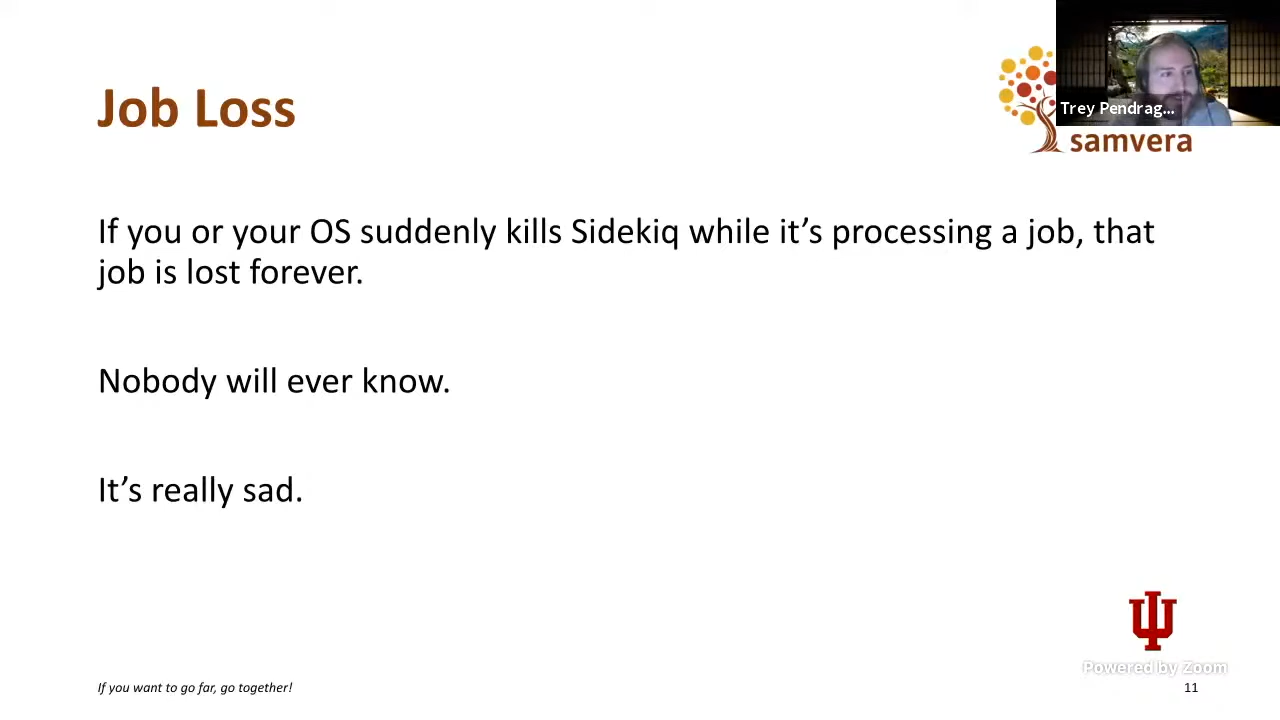 Job Loss
Trey Pendrag...
samvera
If you or your OS suddenly kills Sidekiq while it’s processing a job, that
job is lost forever.
Nobody will ever know.
It’s really sad.
Powered by Zoom
If you want to go far, go together!
11